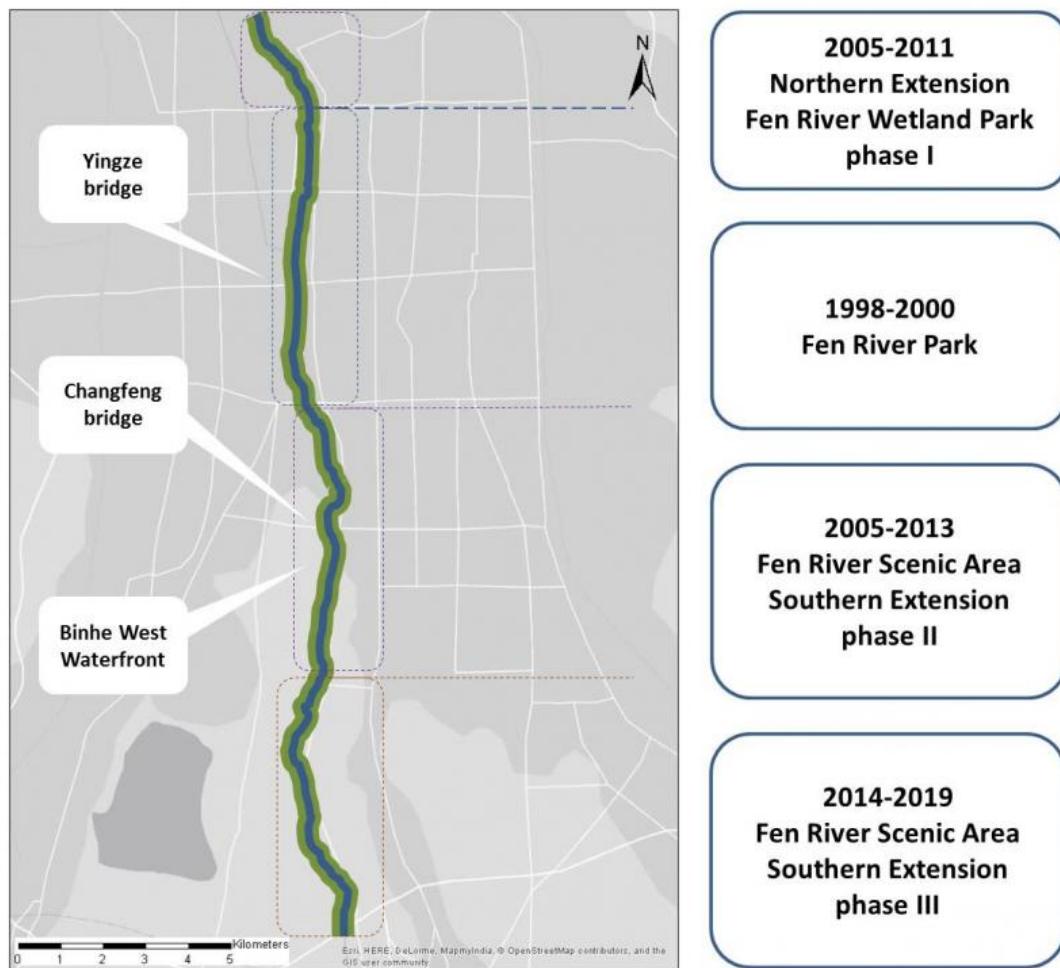 N
Yingze
bridge
Changfeng
bridge
Binhe West
Waterfront
Kilometers
0 1 2 3 4 5
Esri, HERE, DeLorme, MapmyIndia, © OpenStreetMap contributors, and the
GIS user community
2005-2011
Northern Extension
Fen River Wetland Park
phase I
1998-2000
Fen River Park
2005-2013
Fen River Scenic Area
Southern Extension
phase II
2014-2019
Fen River Scenic Area
Southern Extension
phase III